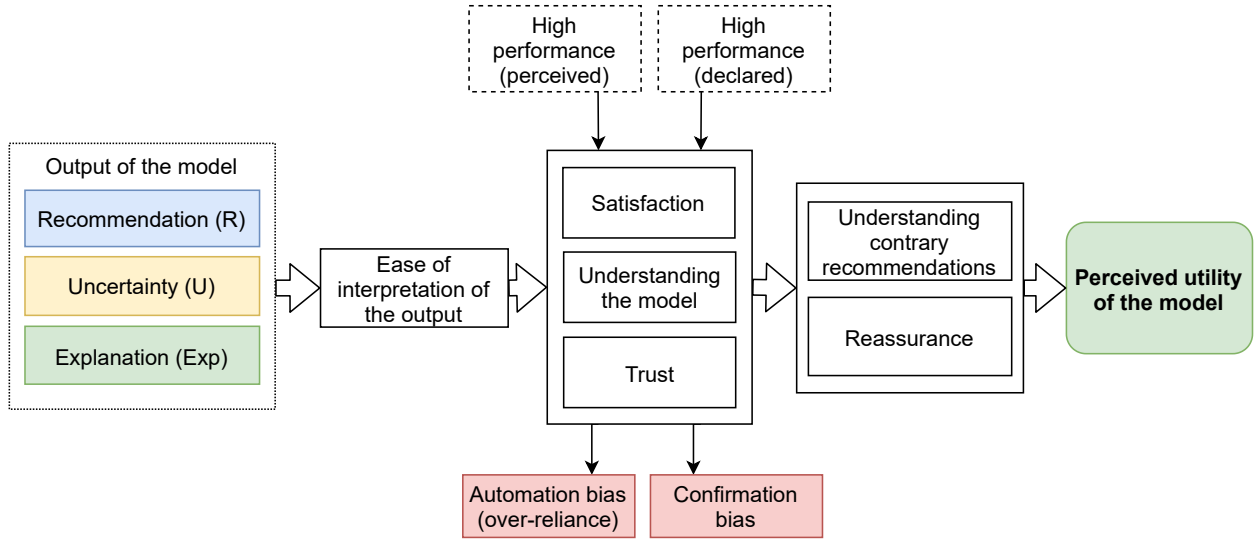 High
performance
(perceived)
High
performance
(declared)
Output of the model
Recommendation (R)
Uncertainty (U)
Explanation (Exp)
Ease of
interpretation of
the output
Satisfaction
Understanding
the model
Trust
Understanding
contrary
recommendations
Reassurance
Perceived utility
of the model
Automation bias
(over-reliance)
Confirmation
bias